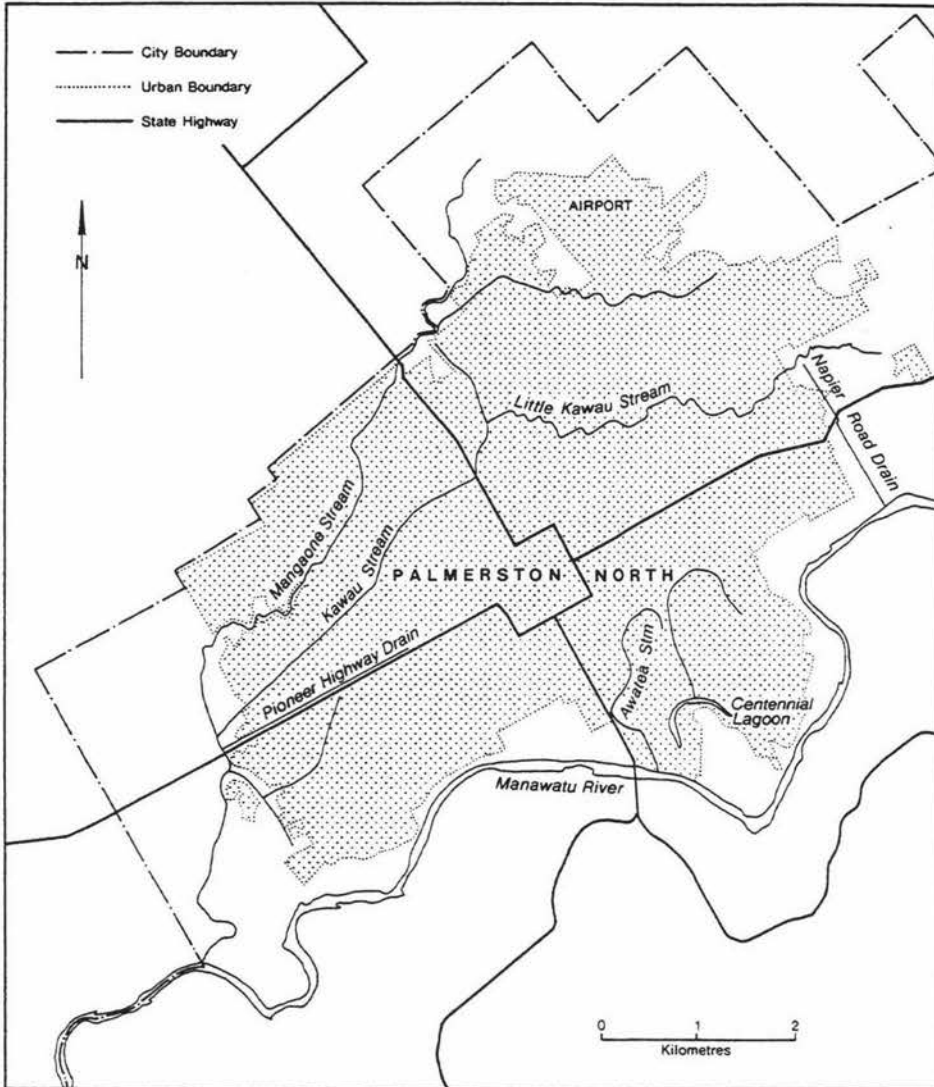 City Boundary
Urban Boundary
State Highway
N
AIRPORT
Little Kawau Stream
Napier Road Drain
Mangaone Stream
Kawau Stream
PALMERSTON NORTH
Pioneer Highway Drain
Awatea Stm
Centennial
Lagoon
Manawatu River
0 1 2
Kilometres